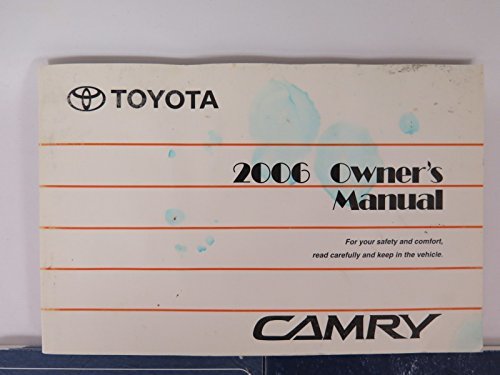 TOYOTA
2006 Owner's
Manual
For your safety and comfort,
read carefully and keep in the vehicle.
CAMRY